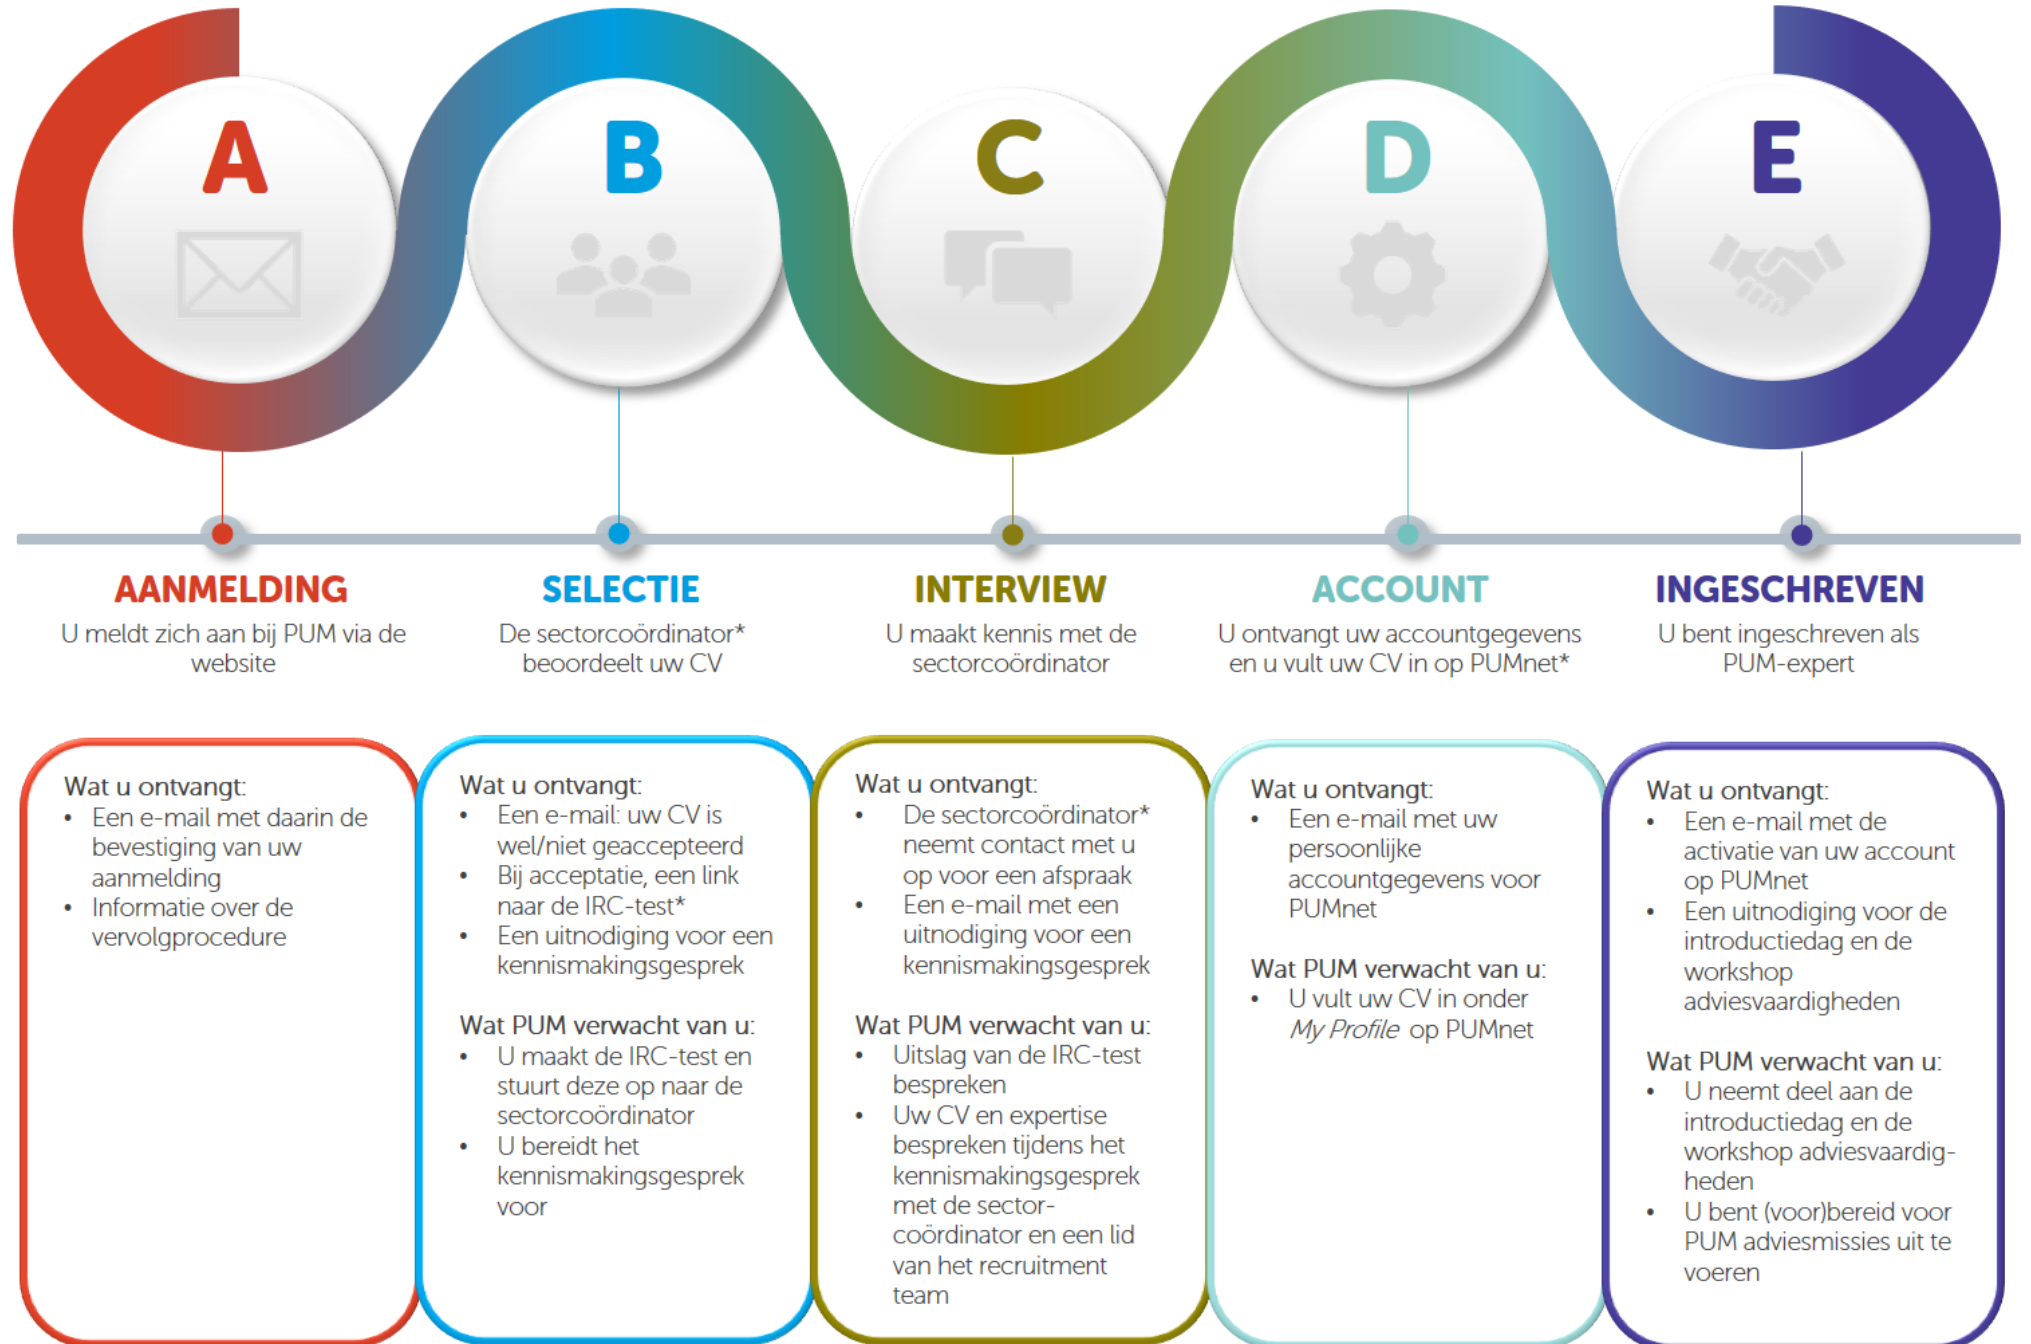 A
B
C
D
E
AANMELDING
U meldt zich aan bij PUM via de
website
SELECTIE
De sectorcoördinator*
beoordeelt uw CV
INTERVIEW
U maakt kennis met de
sectorcoördinator
ACCOUNT
U ontvangt uw accountgegevens
en u vult uw CV in op PUMnet*
INGESCHREVEN
U bent ingeschreven als
PUM-expert
Wat u ontvangt:
• Een e-mail met daarin de
bevestiging van uw
aanmelding
• Informatie over de
vervolgprocedure
Wat u ontvangt:
• Een e-mail: uw CV is
wel/niet geaccepteerd
• Bij acceptatie, een link
naar de IRC-test*
• Een uitnodiging voor een
kennismakingsgesprek
Wat PUM verwacht van u:
• U maakt de IRC-test en
stuurt deze op naar de
sectorcoördinator
• U bereidt het
kennismakingsgesprek
voor
Wat u ontvangt:
• De sectorcoördinator*
neemt contact met u
op voor een afspraak
• Een e-mail met een
uitnodiging voor een
kennismakingsgesprek
Wat PUM verwacht van u:
• Uitslag van de IRC-test
bespreken
• Uw CV en expertise
bespreken tijdens het
kennismakingsgesprek
met de sector-
coördinator en een lid
van het recruitment
team
Wat u ontvangt:
• Een e-mail met uw
persoonlijke
accountgegevens voor
PUMnet
Wat PUM verwacht van u:
• U vult uw CV in onder
My Profile op PUMnet
Wat u ontvangt:
• Een e-mail met de
activatie van uw account
op PUMnet
• Een uitnodiging voor de
introductiedag en de
workshop
adviesvaardigheden
Wat PUM verwacht van u:
• U neemt deel aan de
introductiedag en de
workshop adviesvaardig-
heden
• U bent (voor)bereid voor
PUM adviesmissies uit te
voeren